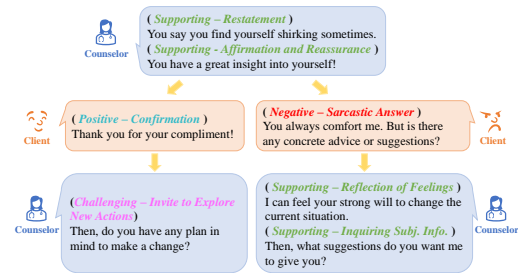 ( Supporting – Restatement )
You say you find yourself shirking sometimes.
( Supporting - Affirmation and Reassurance )
You have a great insight into yourself!
Counselor
( Positive – Confirmation )
Thank you for your compliment!
Client
( Negative – Sarcastic Answer )
You always comfort me. But is there
any concrete advice or suggestions?
Client
(Challenging – Invite to Explore
New Actions)
Then, do you have any plan in
mind to make a change?
Counselor
( Supporting – Reflection of Feelings )
I can feel your strong will to change the
current situation.
( Supporting – Inquiring Subj. Info. )
Then, what suggestions do you want me
to give you?
Counselor